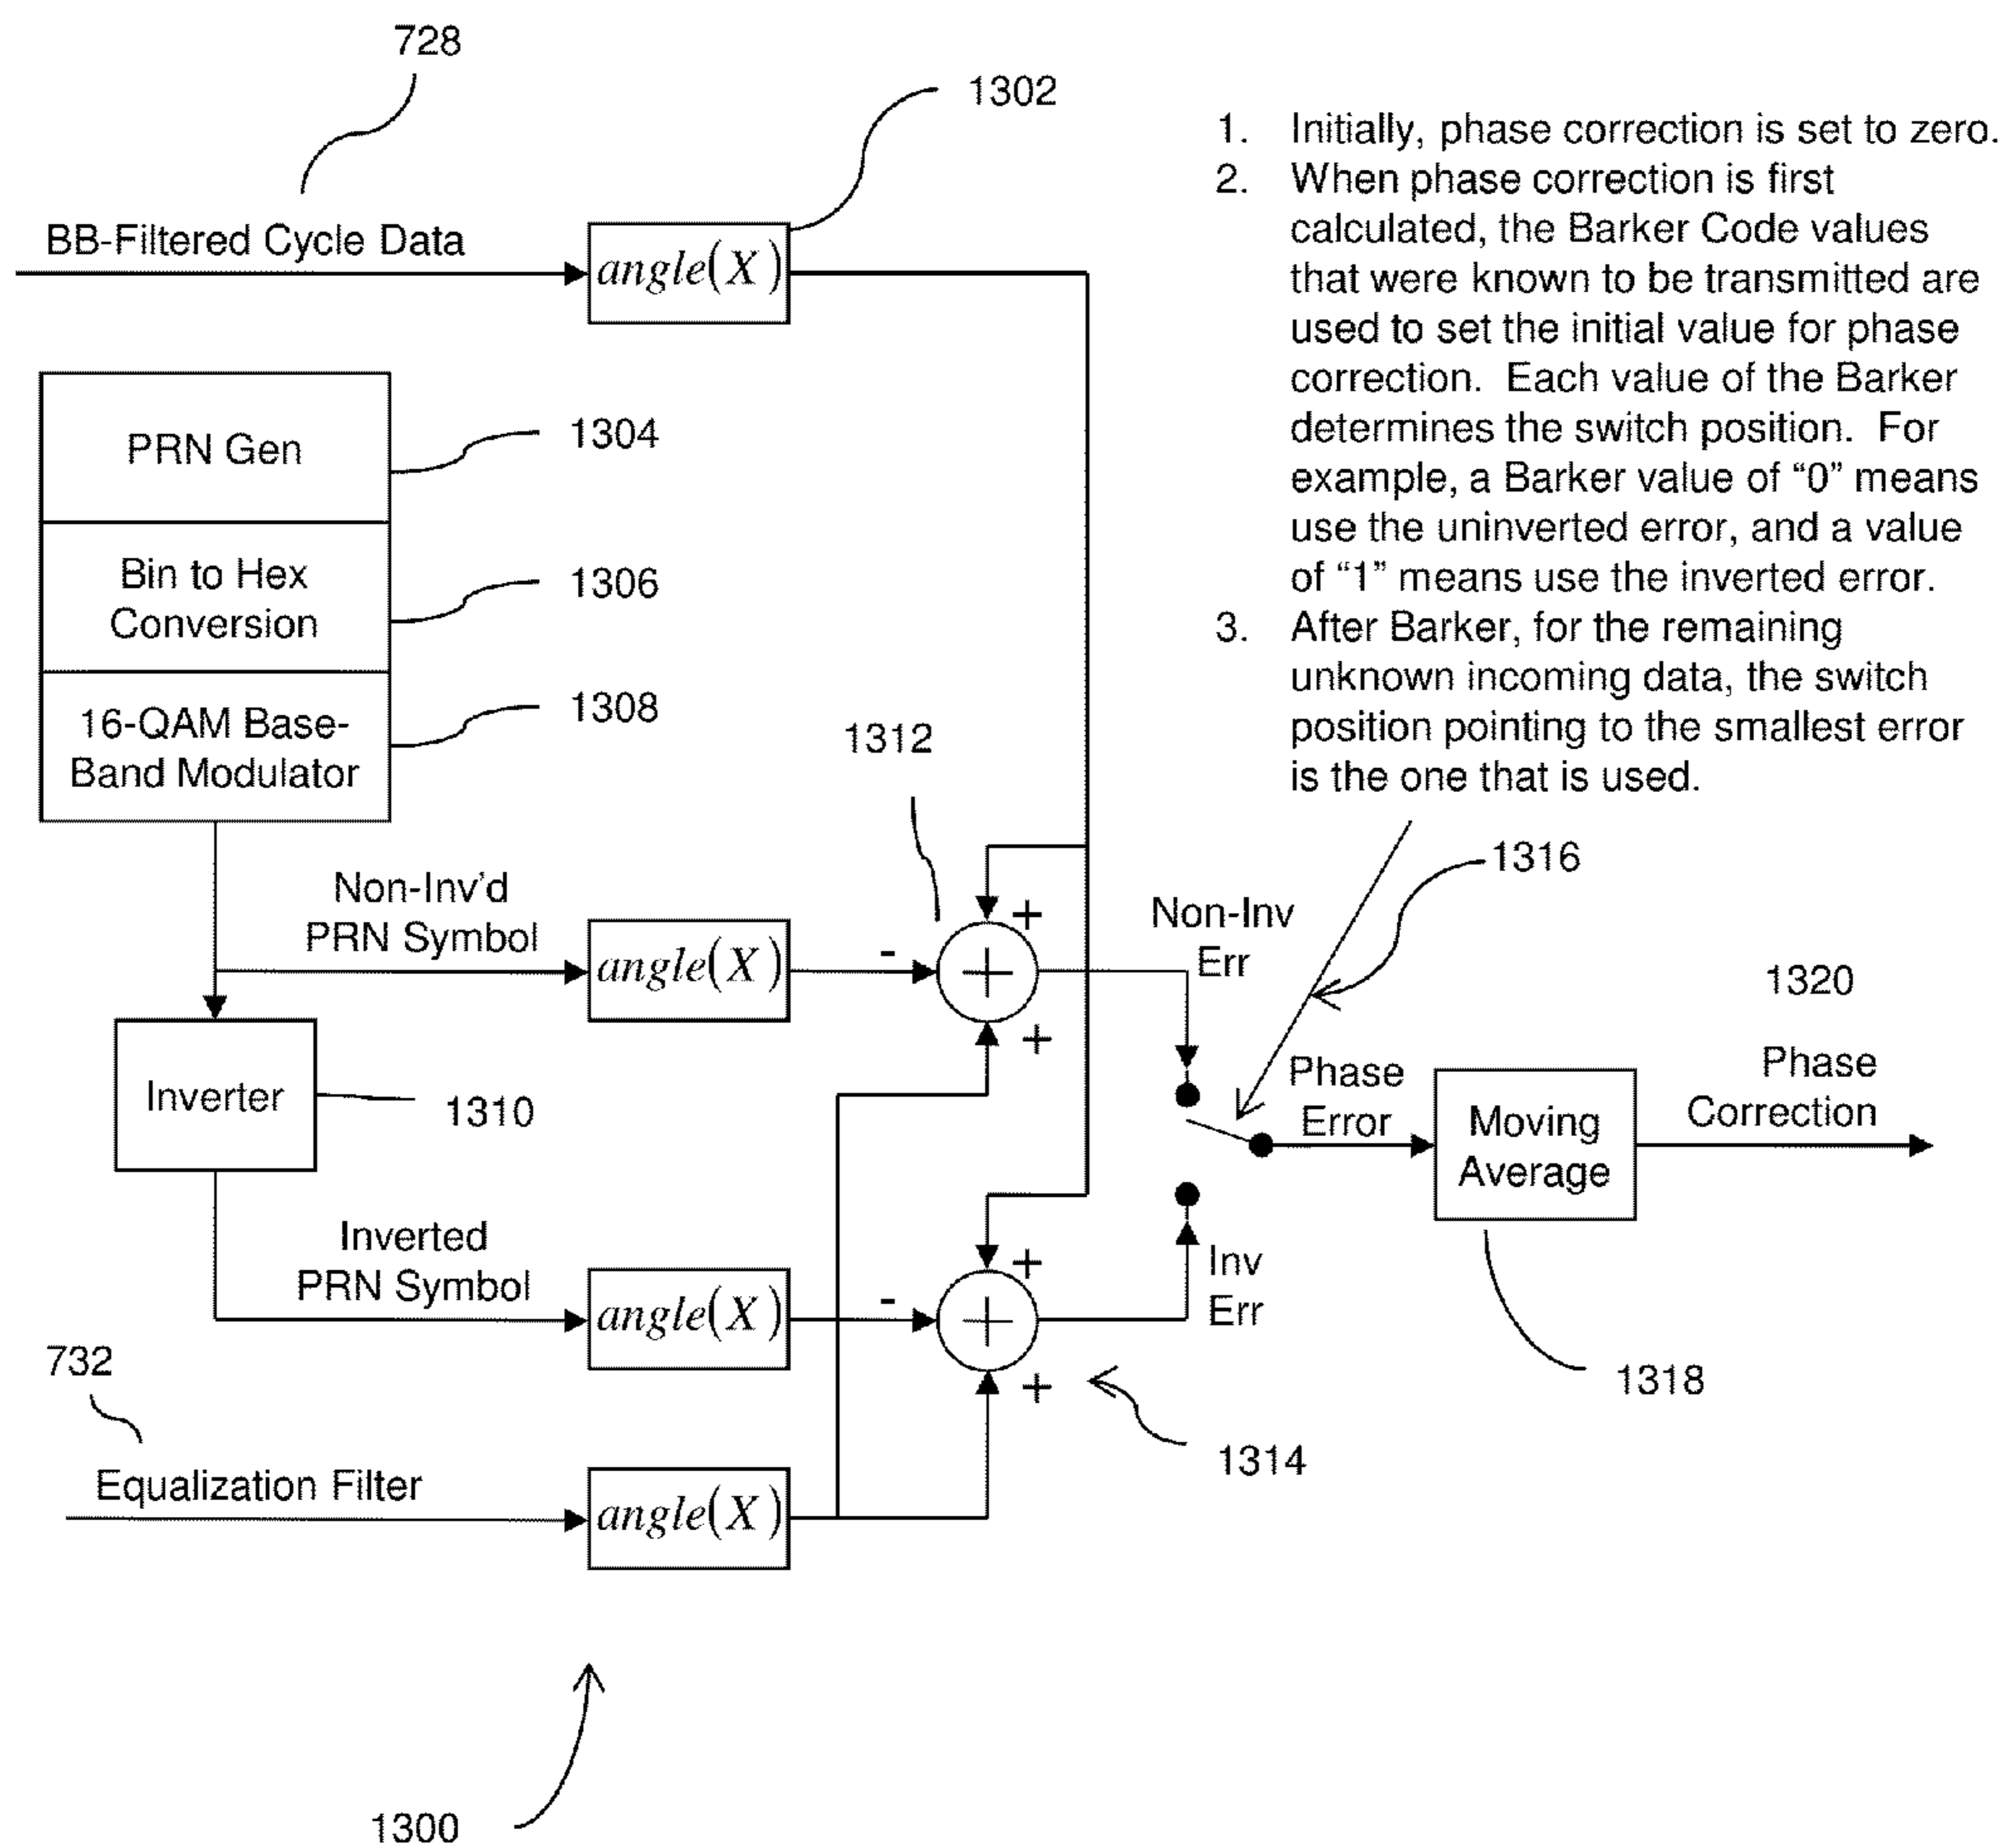 728
1302
BB-Filtered Cycle Data
angle(X)
1. Initially, phase correction is set to zero.
2. When phase correction is first
calculated, the Barker Code values
that were known to be transmitted are
used to set the initial value for phase
correction. Each value of the Barker
determines the switch position. For
example, a Barker value of “0” means
use the uninverted error, and a value
of “1” means use the inverted error.
3. After Barker, for the remaining
unknown incoming data, the switch
position pointing to the smallest error
is the one that is used.
PRN Gen
1304
Bin to Hex
Conversion
1306
16-QAM Base-
Band Modulator
1308
1312
1316
Non-Inv'd
PRN Symbol
angle(X)
-
+
+
+
Non-Inv
Err
1320
Inverter
1310
Phase
Error
Moving
Average
Phase
Correction
Inverted
PRN Symbol
angle(X)
-
+
+
+
Inv
Err
1318
732
Equalization Filter
angle(X)
1314
1300